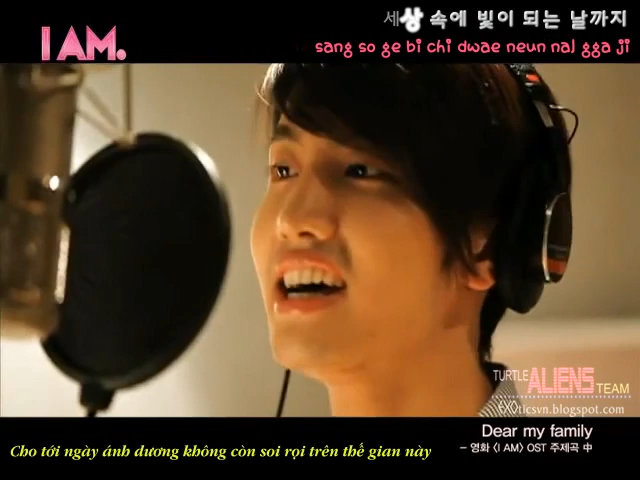 I AM.
세상 속에 빛이 되는 날까지
sang so ge bi chi dwae neun nal gga ji
TURTLE ALIENS TEAM
EXOticsvn.blogspot.com
Dear my family
- 영화 <I AM> OST 주제곡 中
Cho tới ngày ánh dương không còn soi rọi trên thế gian này